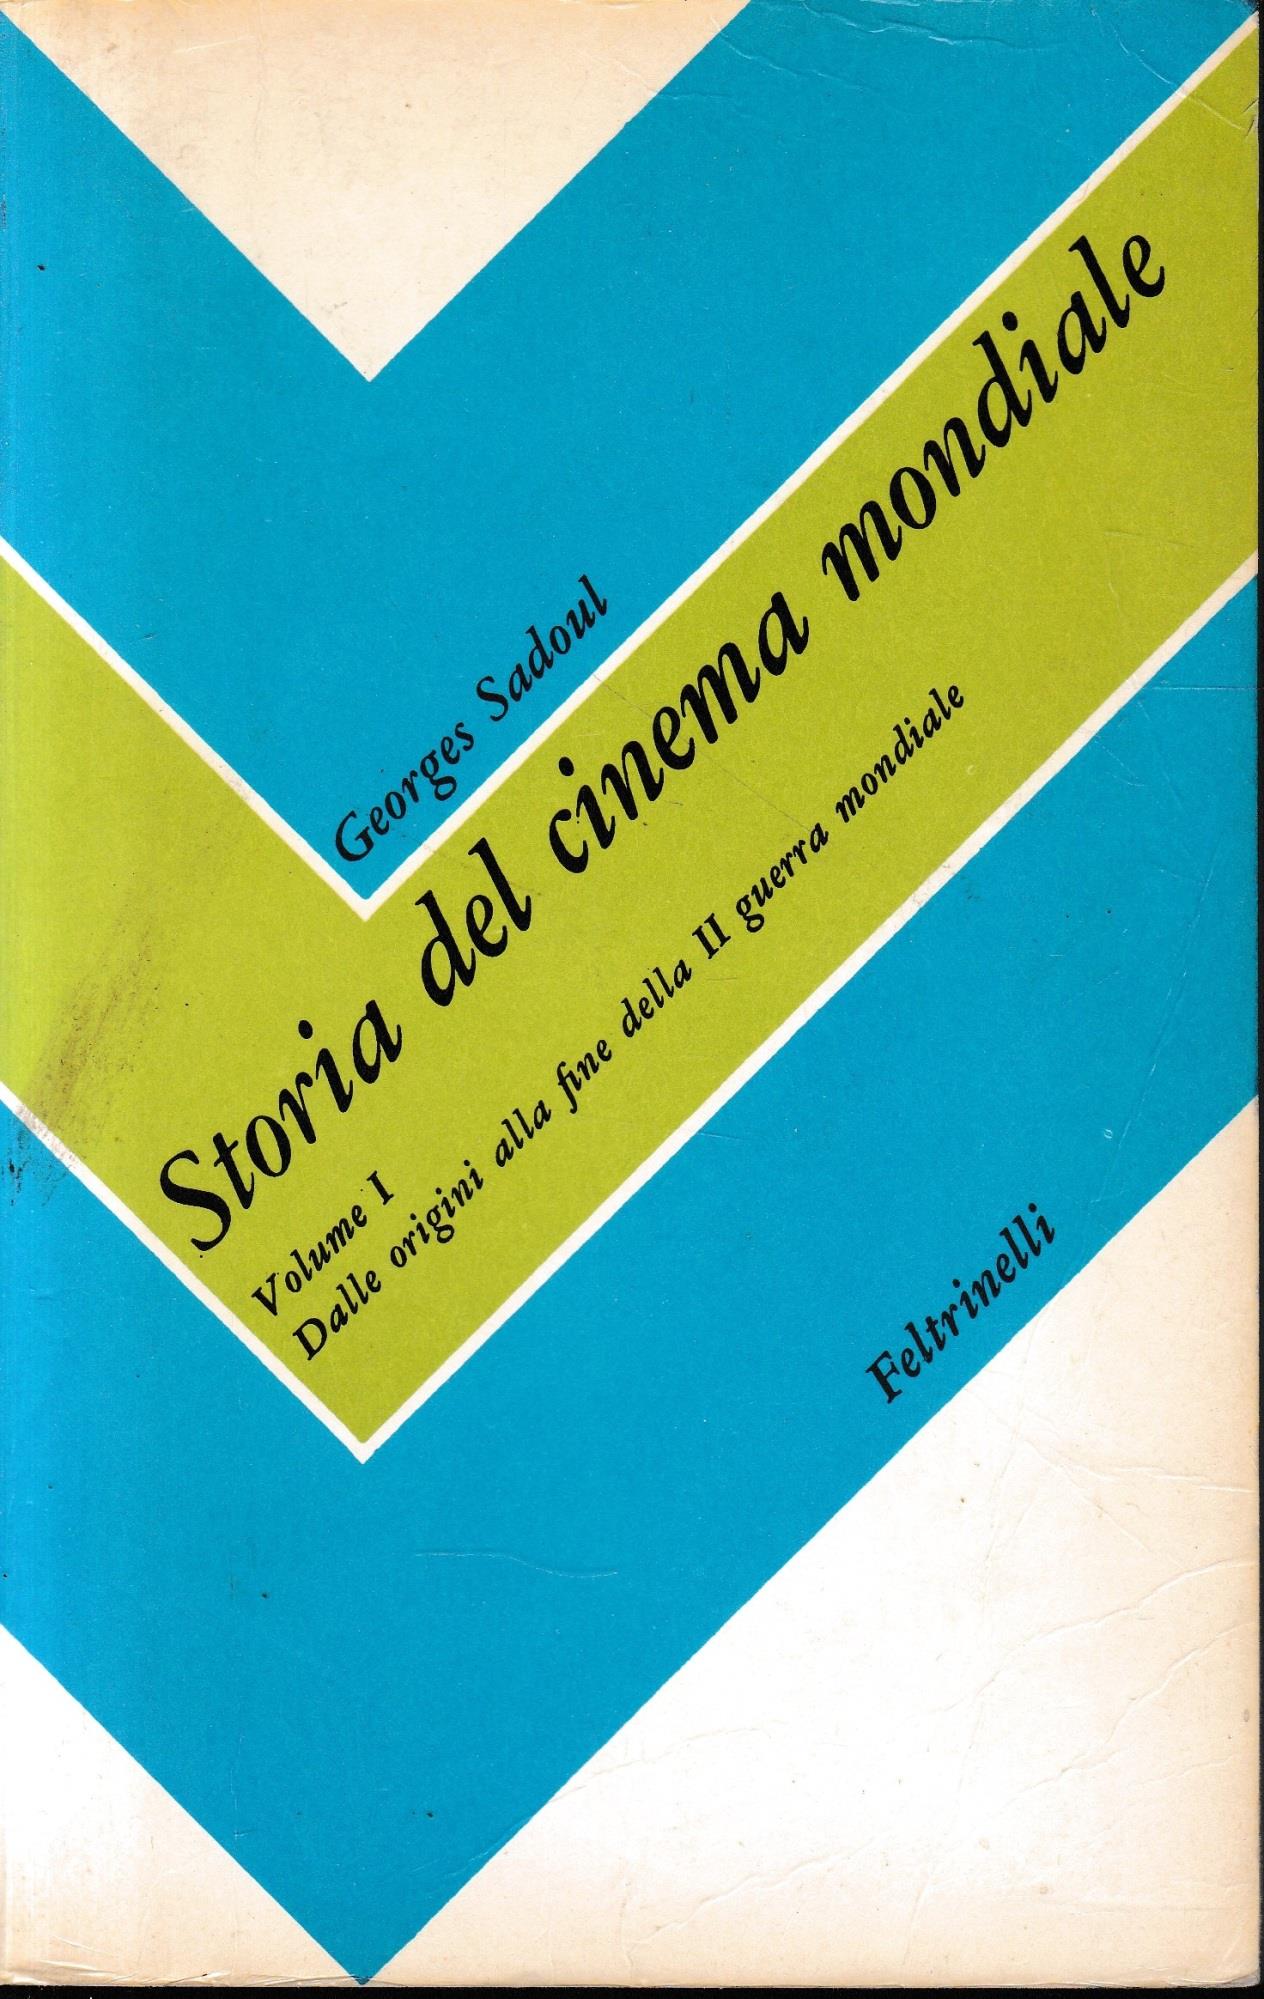 Georges Sadoul
Storia del cinema mondiale
Volume I
Dalle origini alla fine della II guerra mondiale
Feltrinelli